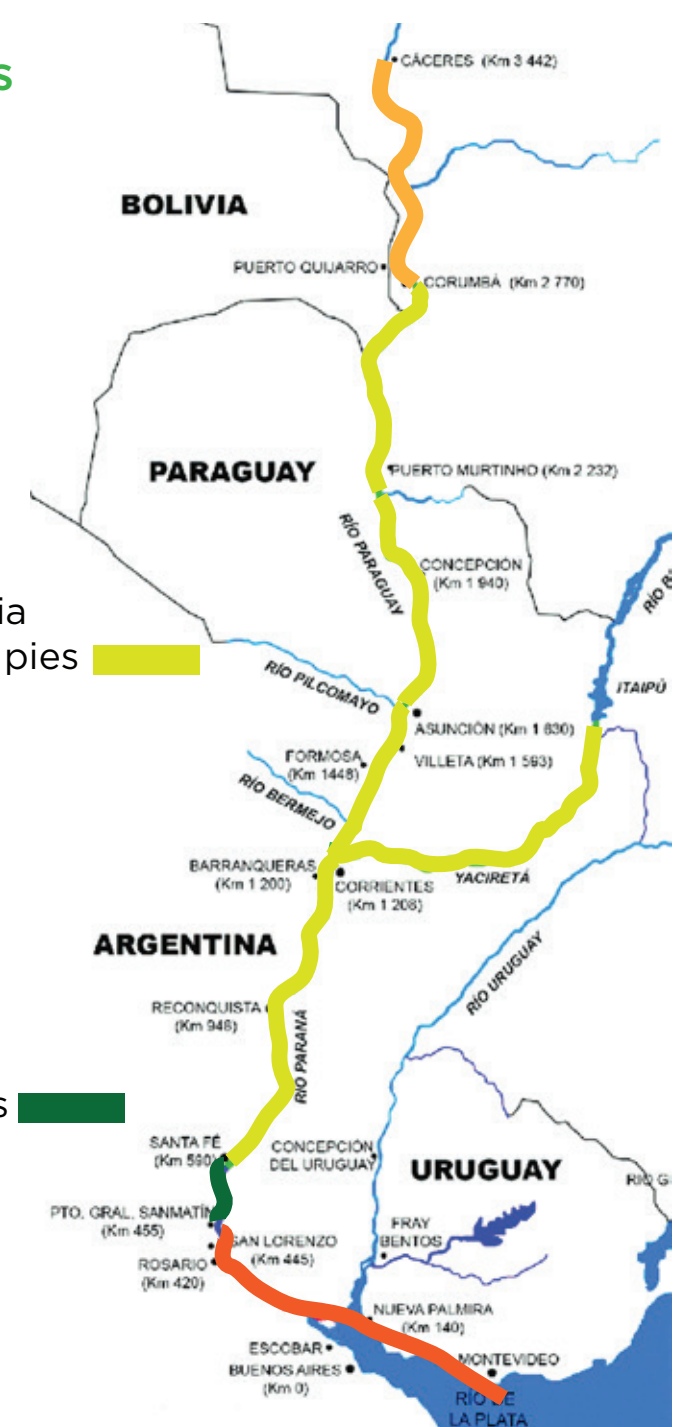 s
CÁCERES (Km 3 442)
BOLIVIA
PUERTO QUIJARRO
CORUMBÁ (Km 2 770)
PARAGUAY
PUERTO MURTINHO (Km 2 232)
RÍO PARAGUAY
CONCEPCIÓN
(Km 1 940)
RÍO
ia
pies
RÍO PILCOMAYO
ITAIPÚ
ASUNCIÓN (Km 1 630)
VILLETA (Km 1 593)
FORMOSA
(Km 1448)
RÍO BERMEJO
BARRANQUERAS
(Km 1 200)
CORRIENTES
(Km 1 208)
YACIRETÁ
ARGENTINA
RÍO URUGUAY
RECONQUISTA
(Km 948)
RÍO PARANÁ
s
SANTA FÉ
(Km 590)
CONCEPCIÓN
DEL URUGUAY
URUGUAY
RIO G
PTO. GRAL. SANMATÍN
(Km 455)
SAN LORENZO
(Km 445)
FRAY
BENTOS
ROSARIO
(Km 420)
NUEVA PALMIRA
(Km 140)
ESCOBAR
BUENOS AIRES
(Km 0)
MONTEVIDEO
RÍO DE
LA PLATA